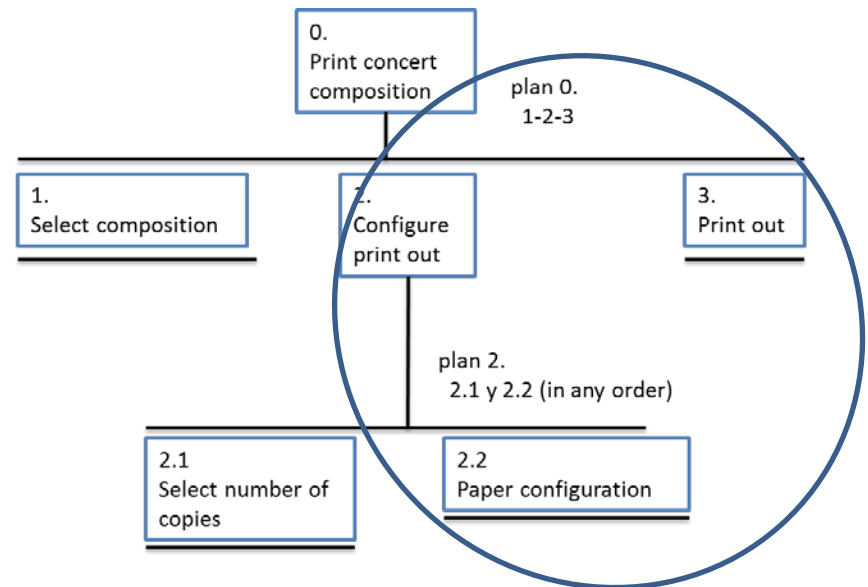 0.
Print concert
composition
plan 0.
1-2-3
1.
Select composition
2.
Configure
print out
3.
Print out
plan 2.
2.1 y 2.2 (in any order)
2.1
Select number of
copies
2.2
Paper configuration